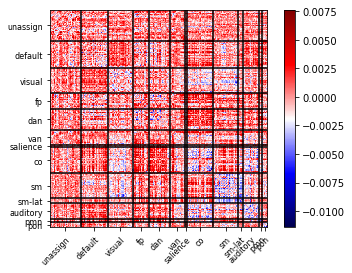 unassign
default
visual
fp
dan
van
salience
co
sm
sm-lat
auditory
pmn
pon
unassign
default
visual
fp
dan
van
salience
co
sm
sm-lat
auditory
0.0075
0.0050
0.0025
0.0000
−0.0025
−0.0050
−0.0075
−0.0100